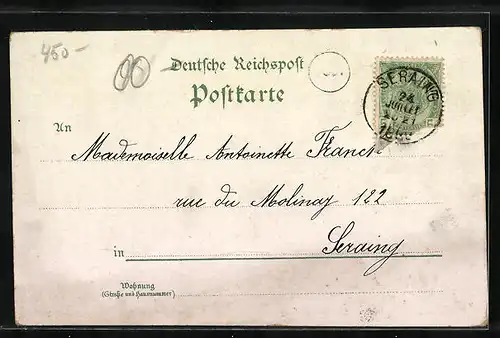 450-
Deutsche Reichspost
Postkarte
SERAING
24
JUILLET
An
Mademoiselle Antoinette Franck
rue du Molinay 122
in Seraing
Wohnung
(Straße und Hausnummer)